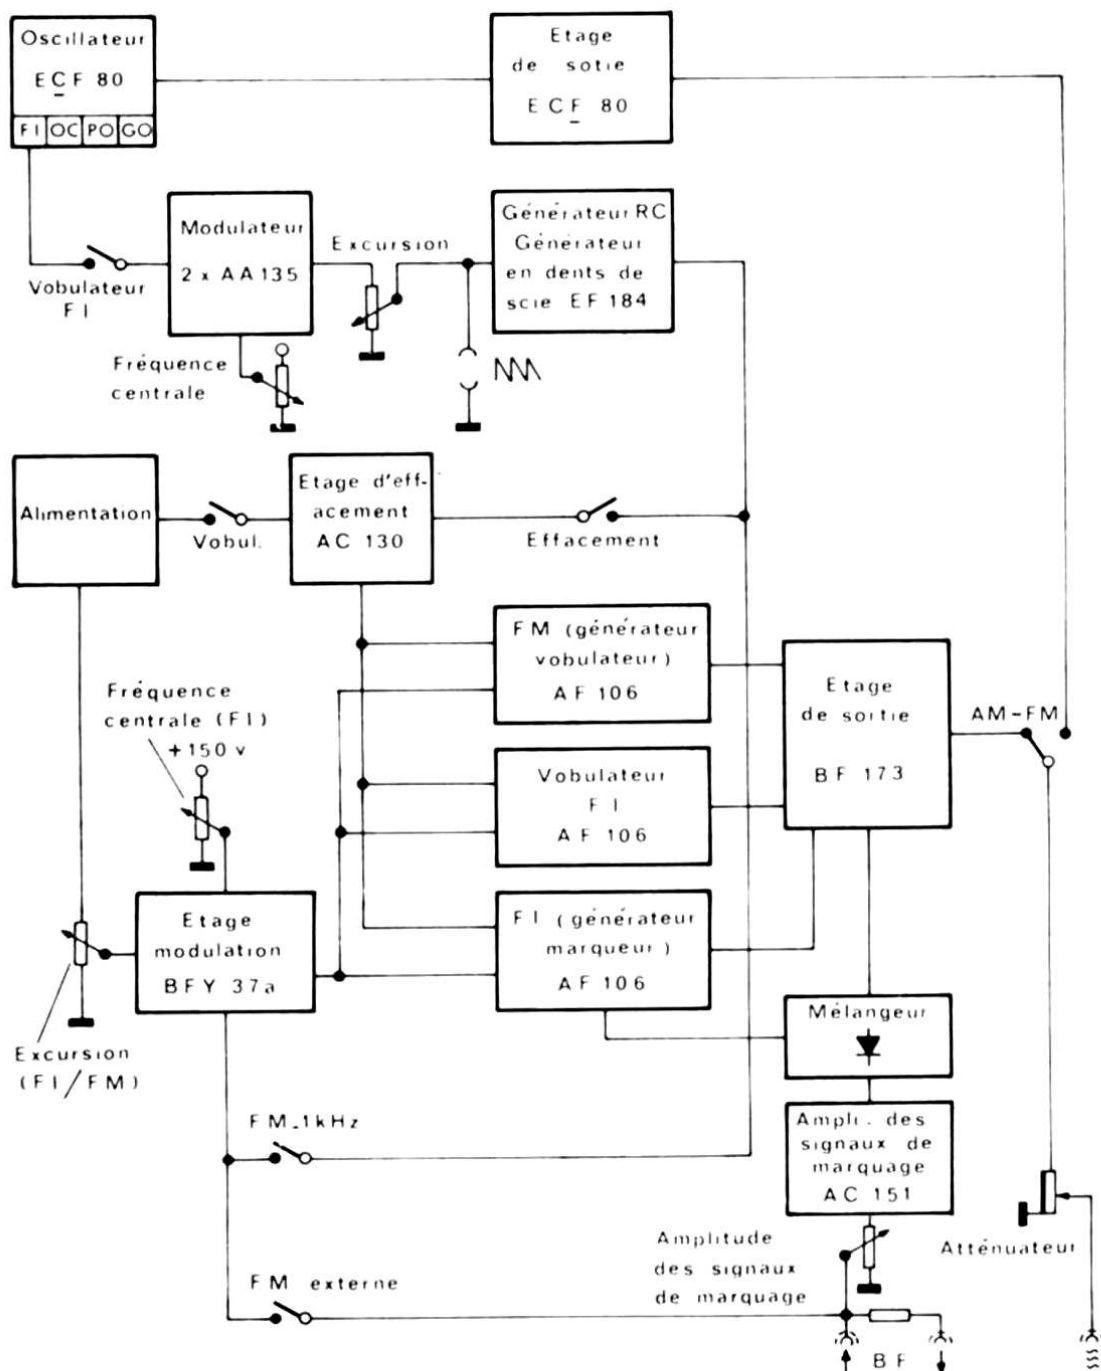 Oscillateur
ECF 80
FI OC PO GO
Etage
de sotie
ECF 80
Modulateur
2 x AA135
Excursion
Générateur RC
Générateur
en dents de
scie EF 184
Vobulateur
FI
Fréquence
centrale
Alimentation
Vobul.
Etage d'eff-
acement
AC 130
Effacement
FM (générateur
vobulateur)
AF 106
Etage
de sortie
BF 173
AM-FM
Fréquence
centrale (FI)
+150 v
Vobulateur
FI
AF 106
Etage
modulation
BFY 37a
FI (générateur
marqueur)
AF 106
Excursion
(FI/FM)
Mélangeur
FM_1kHz
Ampli. des
signaux de
marquage
AC 151
Atténuateur
Amplitude
des signaux
de marquage
FM externe
BF